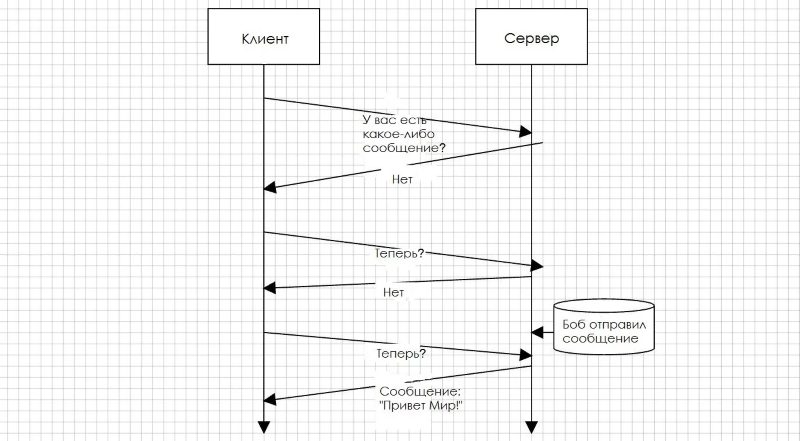 Клиент
Сервер
У вас есть
какое-либо
сообщение?
Нет
Теперь?
Нет
Боб отправил
сообщение
Теперь?
Сообщение:
"Привет Мир!"